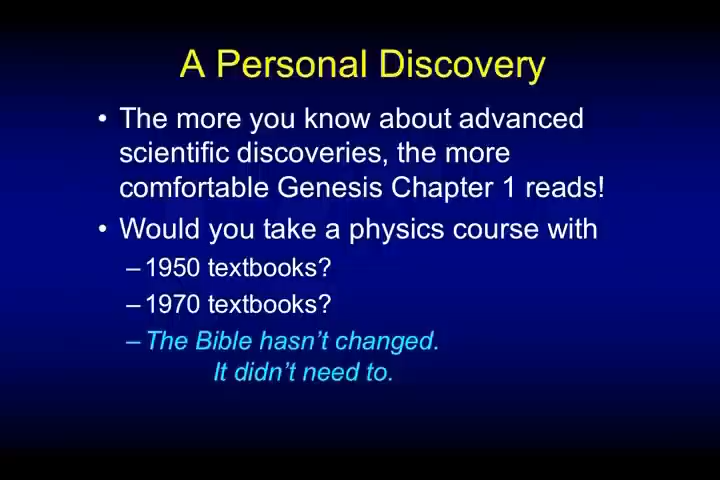 A Personal Discovery
• The more you know about advanced
scientific discoveries, the more
comfortable Genesis Chapter 1 reads!
• Would you take a physics course with
–1950 textbooks?
–1970 textbooks?
–The Bible hasn’t changed.
It didn’t need to.